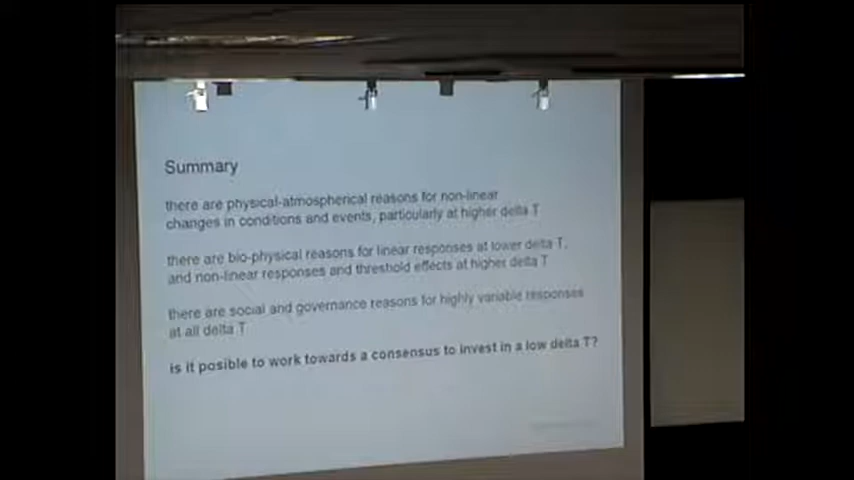 Summary
there are physical-atmospherical reasons for non-linear
changes in conditions and events, particularly at higher delta T
there are bio-physical reasons for linear responses at lower delta T,
and non-linear responses and threshold effects at higher delta T
there are social and governance reasons for highly variable responses
at all delta T
is it posible to work towards a consensus to invest in a low delta T?